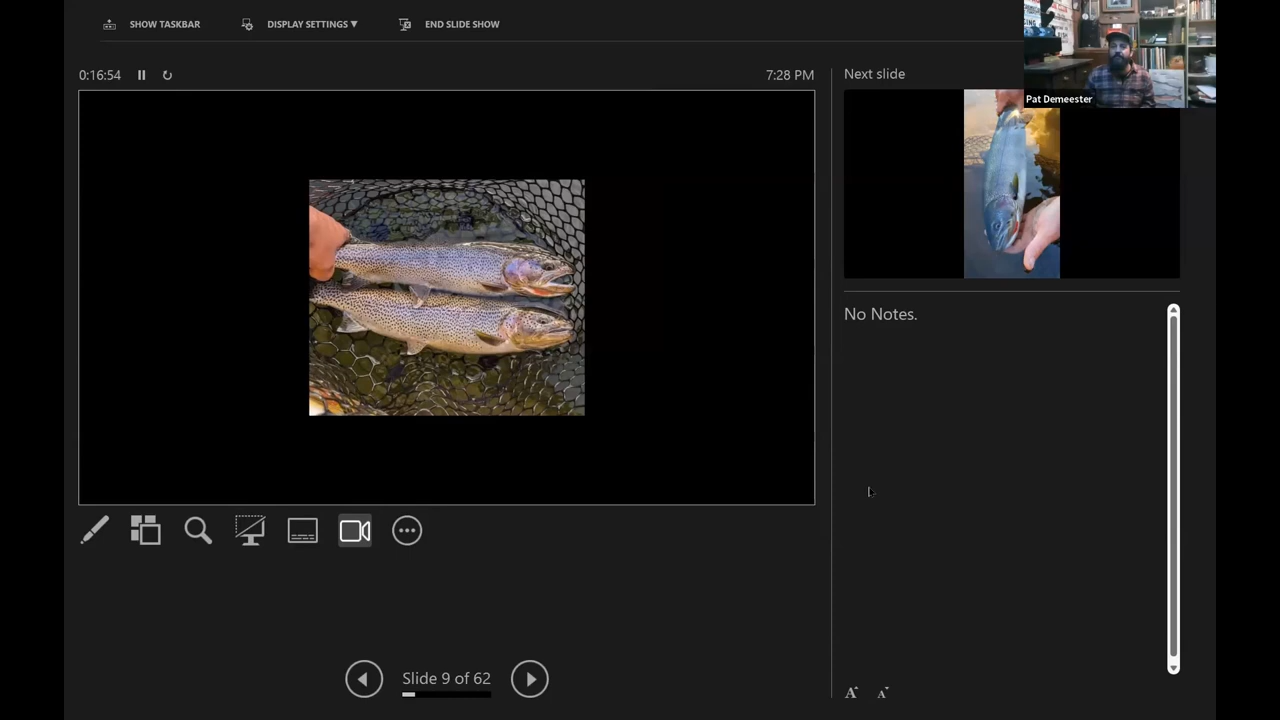 SHOW TASKBAR
DISPLAY SETTINGS ▼
END SLIDE SHOW
0:16:54
7:28 PM
Next slide
Pat Demeester
No Notes.
Slide 9 of 62
A
A